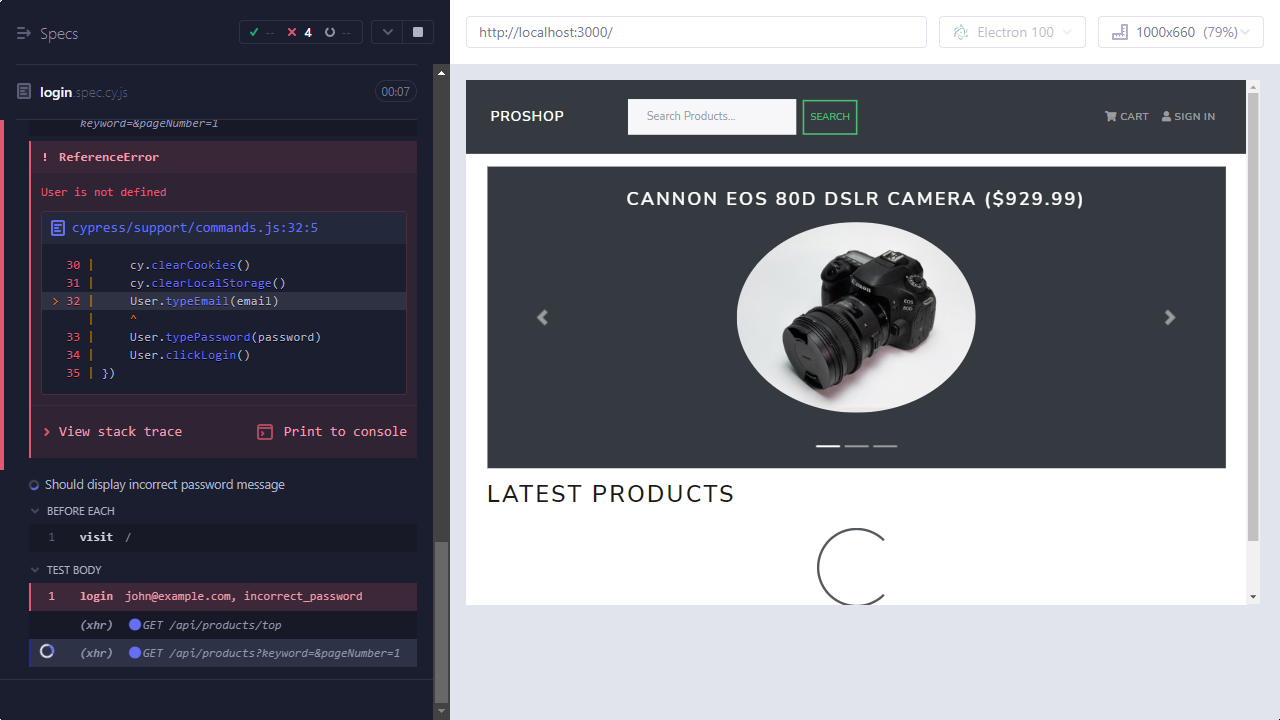 Specs
-- 4 --
login.spec.cy.js
00:07
keyword=&pageNumber=1
! ReferenceError
User is not defined
cypress/support/commands.js:32:5
30 | cy.clearCookies()
31 | cy.clearLocalStorage()
> 32 | User.typeEmail(email)
| ^
33 | User.typePassword(password)
34 | User.clickLogin()
35 | })
> View stack trace
Print to console
Should display incorrect password message
BEFORE EACH
1 visit /
TEST BODY
1 login john@example.com, incorrect_password
(xhr) GET /api/products/top
(xhr) GET /api/products?keyword=&pageNumber=1
http://localhost:3000/
Electron 100
1000x660 (79%)
PROSHOP
Search Products...
SEARCH
CART
SIGN IN
CANNON EOS 80D DSLR CAMERA ($929.99)
Canon
EOS
80D
LATEST PRODUCTS